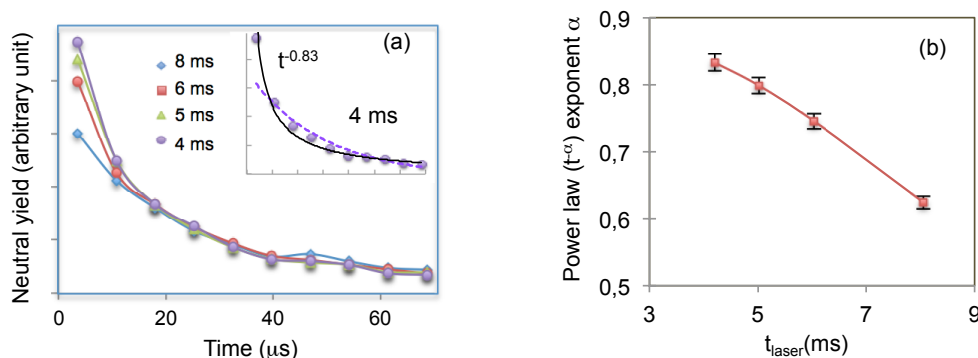 (a)
t^-0.83
8 ms
6 ms
5 ms
4 ms
4 ms
Neutral yield (arbitrary unit)
0 20 40 60
Time (μs)
(b)
Power law (t^-α) exponent α
0,9
0,8
0,7
0,6
0,5
3 5 7 9
t_laser(ms)